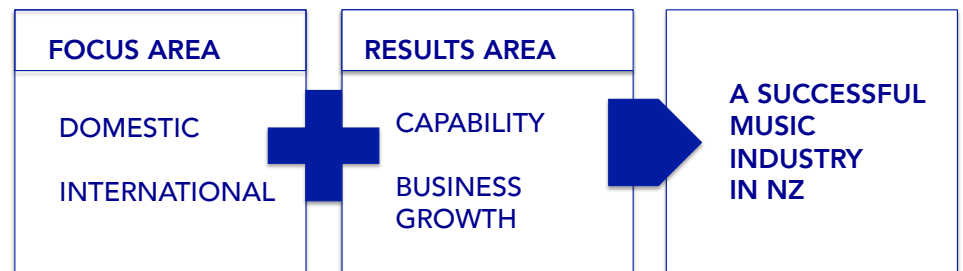 FOCUS AREA
DOMESTIC
INTERNATIONAL
RESULTS AREA
CAPABILITY
BUSINESS
GROWTH
A SUCCESSFUL
MUSIC
INDUSTRY
IN NZ